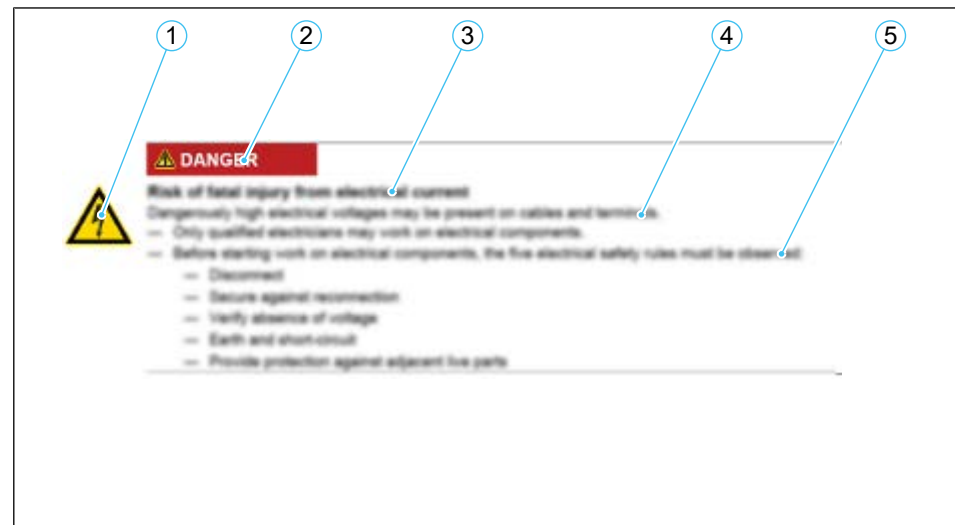 1 2 3 4 5
DANGER
Risk of fatal injury from electrical current
Dangerously high electrical voltages may be present on cables and terminals.
— Only qualified electricians may work on electrical components.
— Before starting work on electrical components, the five electrical safety rules must be observed:
— Disconnect
— Secure against reconnection
— Verify absence of voltage
— Earth and short-circuit
— Provide protection against adjacent live parts